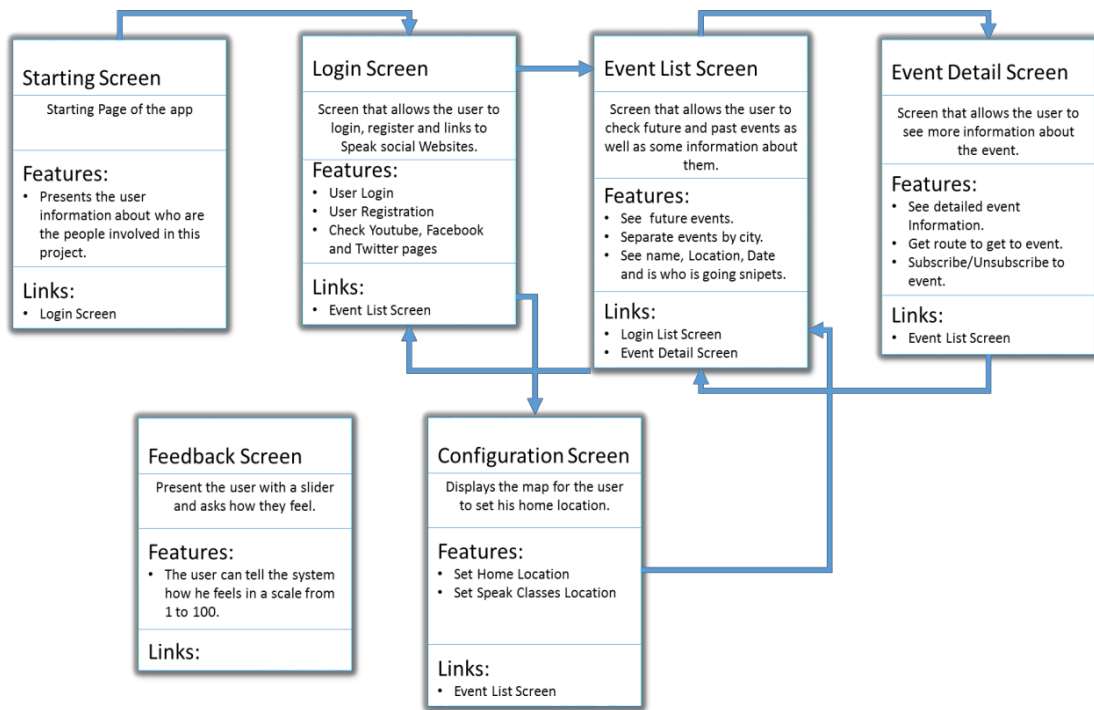 Starting Screen
Starting Page of the app
Features:
• Presents the user
information about who are
the people involved in this
project.
Links:
• Login Screen
Login Screen
Screen that allows the user to
login, register and links to
Speak social Websites.
Features:
• User Login
• User Registration
• Check Youtube, Facebook
and Twitter pages
Links:
• Event List Screen
Event List Screen
Screen that allows the user to
check future and past events as
well as some information about
them.
Features:
• See future events.
• Separate events by city.
• See name, Location, Date
and is who is going snipets.
Links:
• Login List Screen
• Event Detail Screen
Event Detail Screen
Screen that allows the user to
see more information about
the event.
Features:
• See detailed event
Information.
• Get route to get to event.
• Subscribe/Unsubscribe to
event.
Links:
• Event List Screen
Feedback Screen
Present the user with a slider
and asks how they feel.
Features:
• The user can tell the system
how he feels in a scale from
1 to 100.
Links:
Configuration Screen
Displays the map for the user
to set his home location.
Features:
• Set Home Location
• Set Speak Classes Location
Links:
• Event List Screen